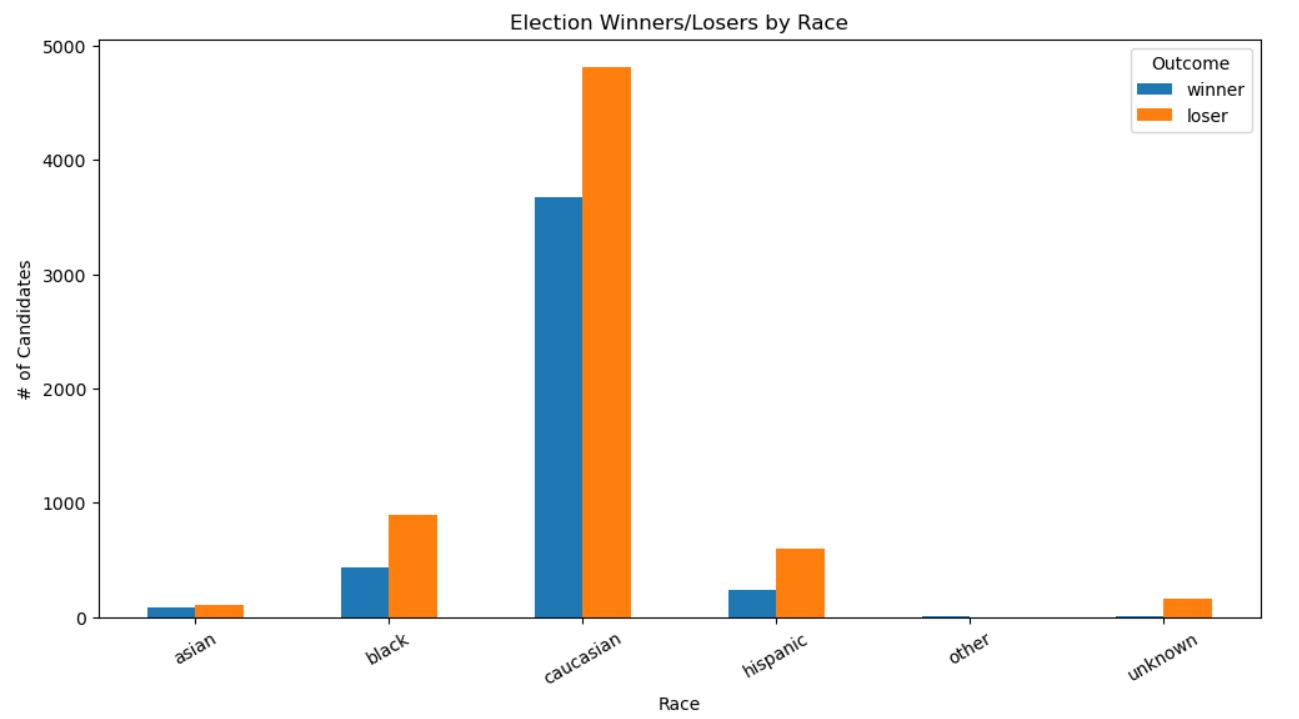 Election Winners/Losers by Race
Outcome
winner
loser
# of Candidates
5000
4000
3000
2000
1000
0
asian
black
caucasian
hispanic
other
unknown
Race